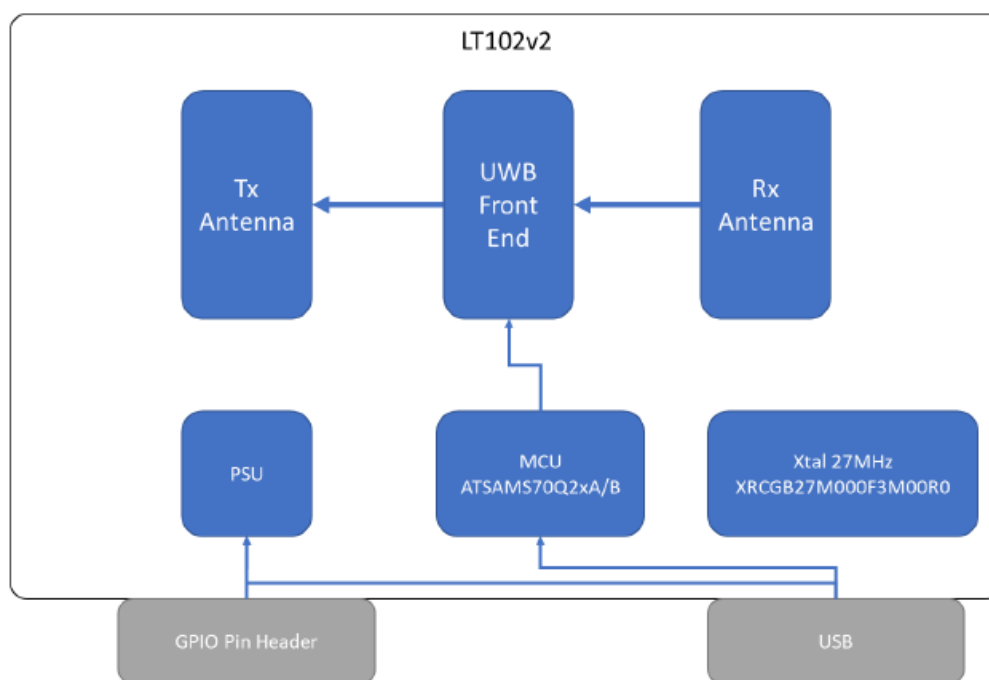 LT102v2
Tx
Antenna
UWB
Front
End
Rx
Antenna
PSU
MCU
ATSAMS70Q2xA/B
Xtal 27MHz
XRCGB27M000F3M00R0
GPIO Pin Header
USB